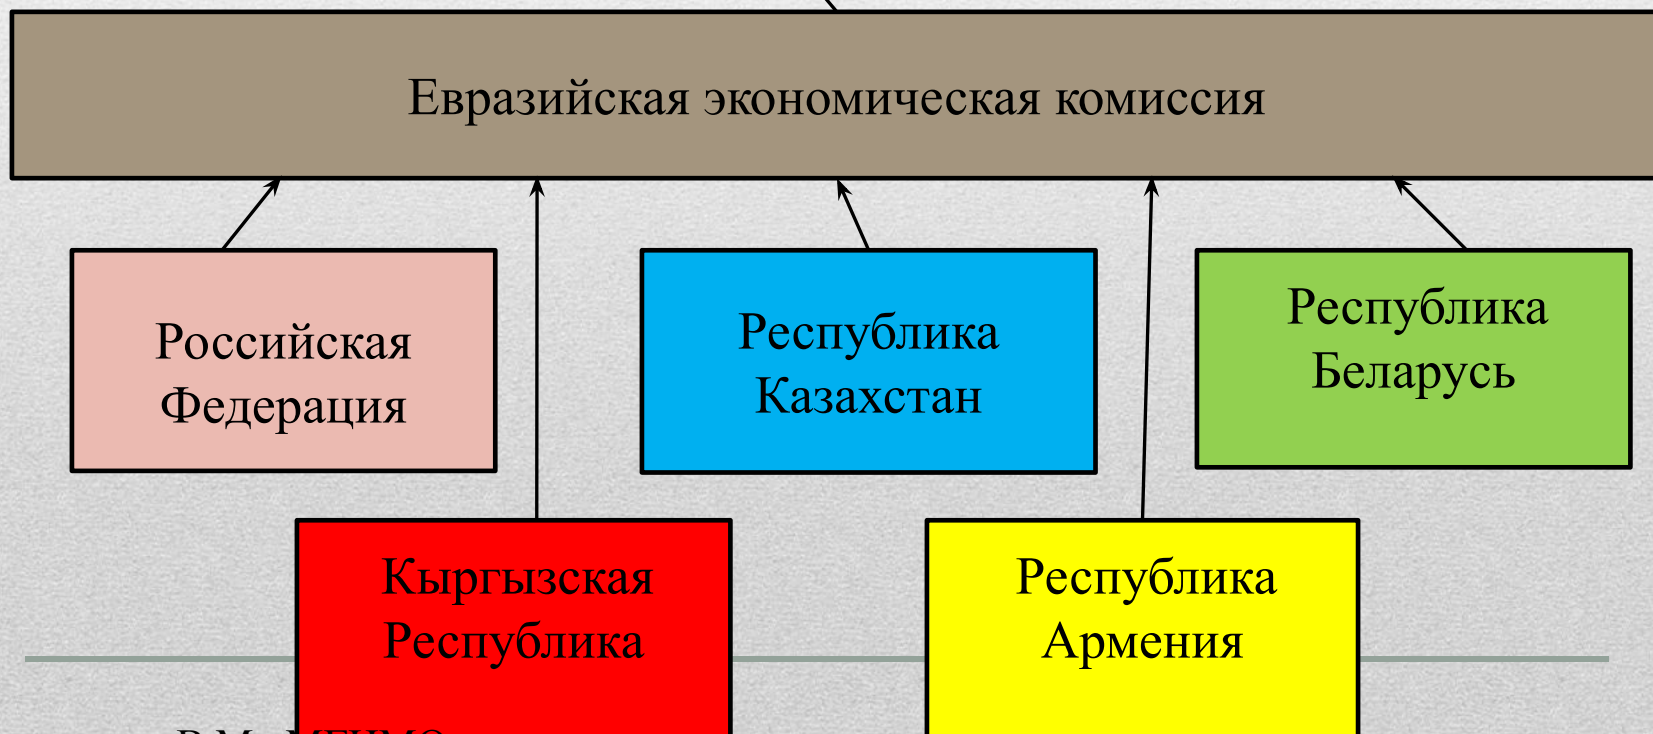 Евразийская экономическая комиссия
Российская
Федерация
Республика
Казахстан
Республика
Беларусь
Кыргызская
Республика
Республика
Армения